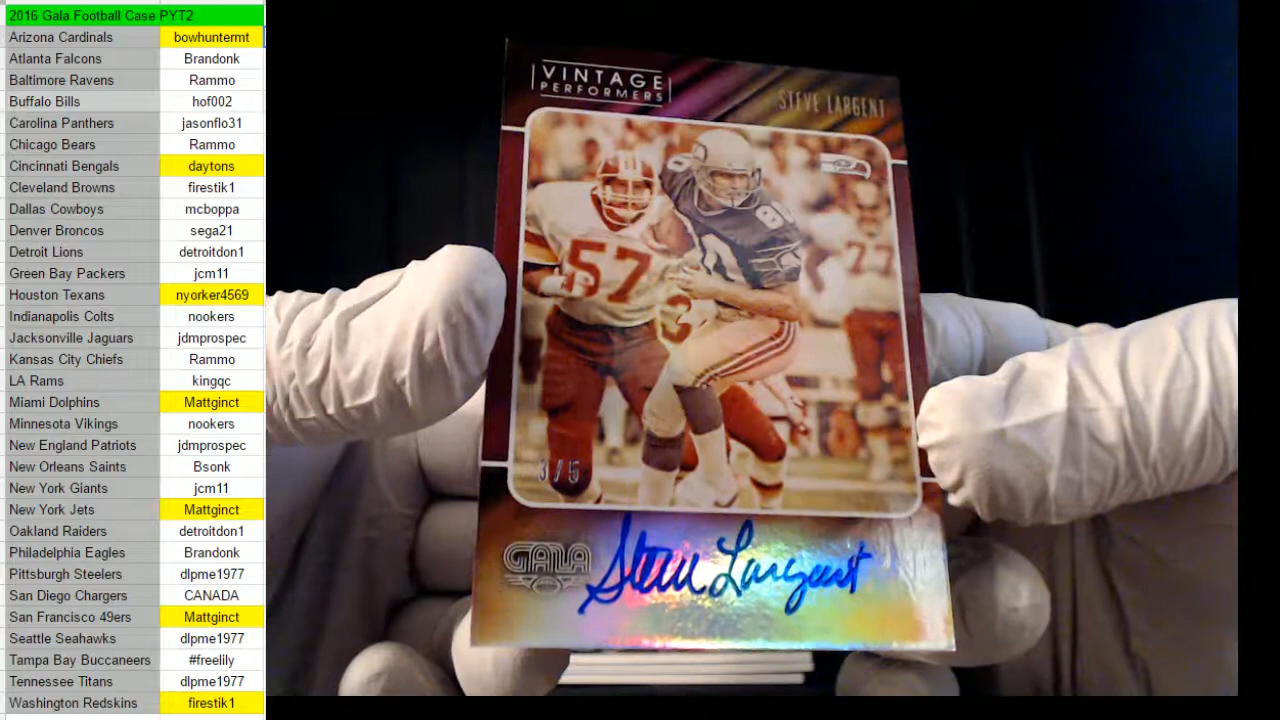 2016 Gala Football Case PYT2
Arizona Cardinals bowhuntermt
Atlanta Falcons Brandonk
Baltimore Ravens Rammo
Buffalo Bills hof002
Carolina Panthers jasonflo31
Chicago Bears Rammo
Cincinnati Bengals daytons
Cleveland Browns firestik1
Dallas Cowboys mcboppa
Denver Broncos sega21
Detroit Lions detroitdon1
Green Bay Packers jcm11
Houston Texans nyorker4569
Indianapolis Colts nookers
Jacksonville Jaguars jdmprospec
Kansas City Chiefs Rammo
LA Rams kingqc
Miami Dolphins Mattginct
Minnesota Vikings nookers
New England Patriots jdmprospec
New Orleans Saints Bsonk
New York Giants jcm11
New York Jets Mattginct
Oakland Raiders detroitdon1
Philadelphia Eagles Brandonk
Pittsburgh Steelers dlpme1977
San Diego Chargers CANADA
San Francisco 49ers Mattginct
Seattle Seahawks dlpme1977
Tampa Bay Buccaneers #freelily
Tennessee Titans dlpme1977
Washington Redskins firestik1
VINTAGE
PERFORMERS
STEVE LARGENT
57
77
3/5
GALA
Steve Largent